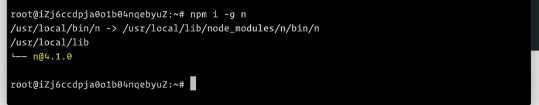 root@iZj6ccdpja0o1b04nqebyuZ:~# npm i -g n
/usr/local/bin/n -> /usr/local/lib/node_modules/n/bin/n
/usr/local/lib
└── n@4.1.0
root@iZj6ccdpja0o1b04nqebyuZ:~#